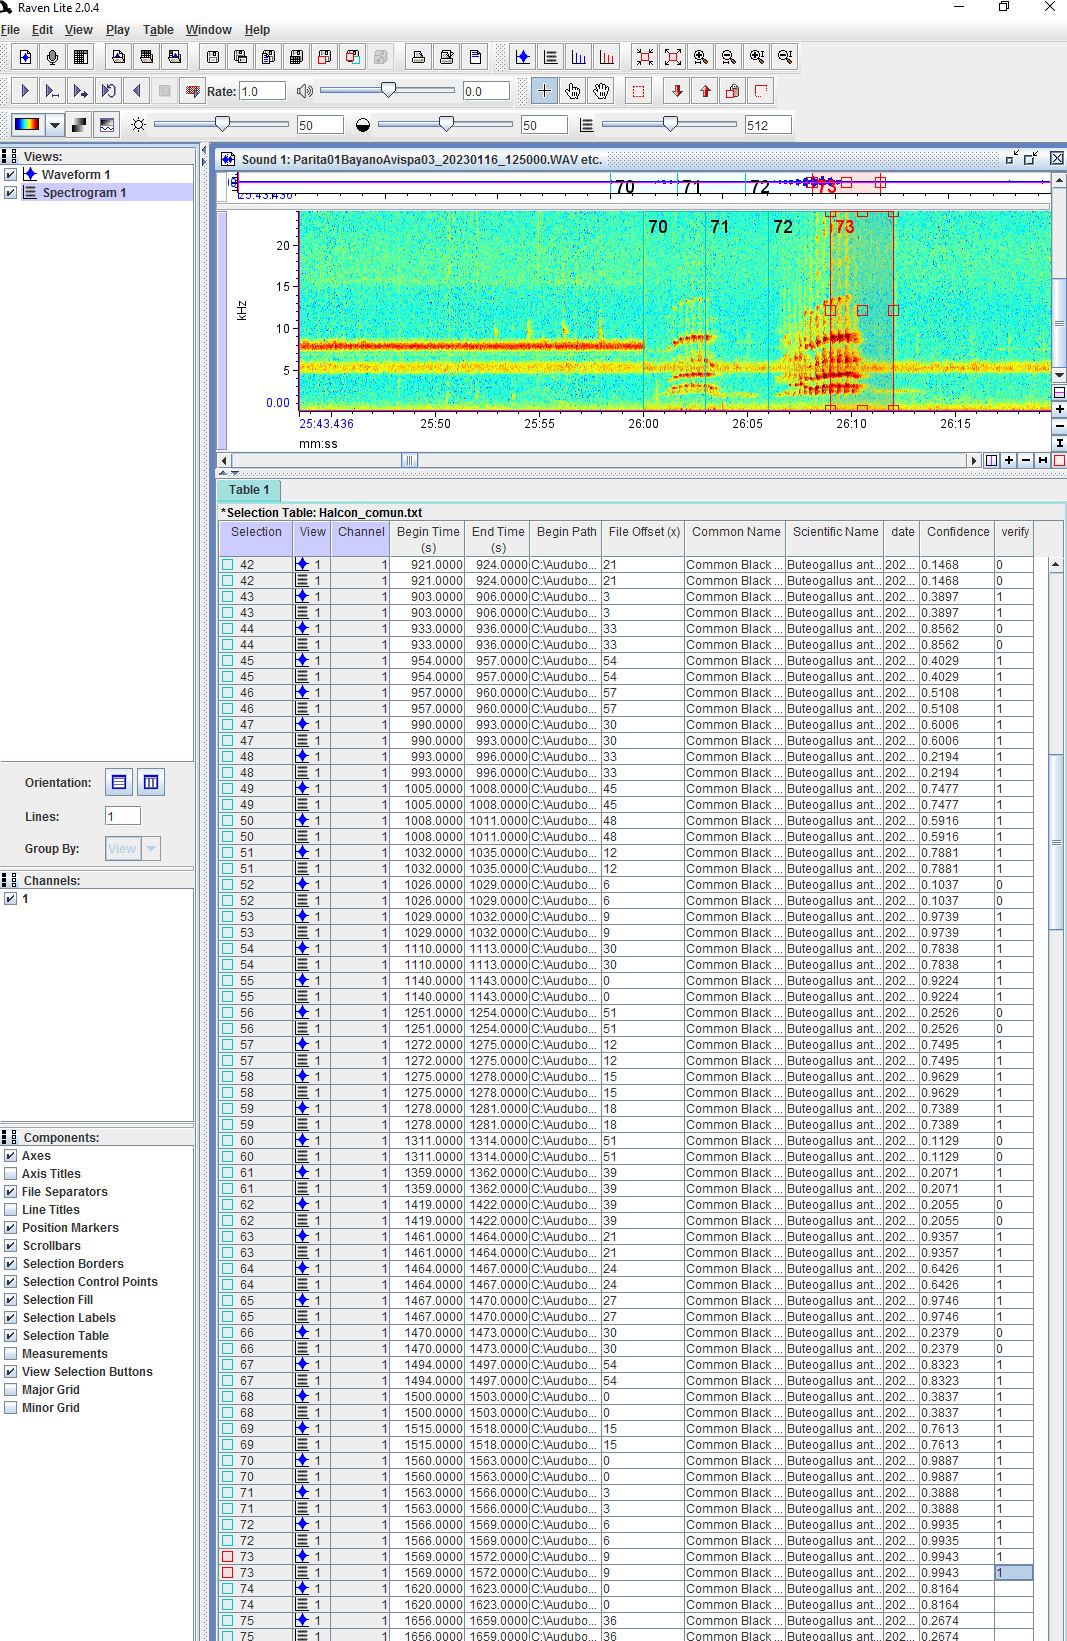 Raven Lite 2.0.4
File Edit View Play Table Window Help
Rate: 1.0 0.0
50 50 512
Views:
Waveform 1
Spectrogram 1
Sound 1: Parita01BayanoAvispa03_20230116_125000.WAV etc.
70 71 72 73
25:43.436
70 71 72 73
20
15
kHz
10
5
0.00
25:43.436 25:50 25:55 26:00 26:05 26:10 26:15
mm:ss
Table 1
*Selection Table: Halcon_comun.txt
Selection View Channel Begin Time (s) End Time (s) Begin Path File Offset (x) Common Name Scientific Name date Confidence verify
42 1 1 921.0000 924.0000 C:\Audubo... 21 Common Black ... Buteogallus ant... 202... 0.1468 0
42 1 1 921.0000 924.0000 C:\Audubo... 21 Common Black ... Buteogallus ant... 202... 0.1468 0
43 1 1 903.0000 906.0000 C:\Audubo... 3 Common Black ... Buteogallus ant... 202... 0.3897 1
43 1 1 903.0000 906.0000 C:\Audubo... 3 Common Black ... Buteogallus ant... 202... 0.3897 1
44 1 1 933.0000 936.0000 C:\Audubo... 33 Common Black ... Buteogallus ant... 202... 0.8562 0
44 1 1 933.0000 936.0000 C:\Audubo... 33 Common Black ... Buteogallus ant... 202... 0.8562 0
45 1 1 954.0000 957.0000 C:\Audubo... 54 Common Black ... Buteogallus ant... 202... 0.4029 1
45 1 1 954.0000 957.0000 C:\Audubo... 54 Common Black ... Buteogallus ant... 202... 0.4029 1
46 1 1 957.0000 960.0000 C:\Audubo... 57 Common Black ... Buteogallus ant... 202... 0.5108 1
46 1 1 957.0000 960.0000 C:\Audubo... 57 Common Black ... Buteogallus ant... 202... 0.5108 1
47 1 1 990.0000 993.0000 C:\Audubo... 30 Common Black ... Buteogallus ant... 202... 0.6006 1
47 1 1 990.0000 993.0000 C:\Audubo... 30 Common Black ... Buteogallus ant... 202... 0.6006 1
48 1 1 993.0000 996.0000 C:\Audubo... 33 Common Black ... Buteogallus ant... 202... 0.2194 1
48 1 1 993.0000 996.0000 C:\Audubo... 33 Common Black ... Buteogallus ant... 202... 0.2194 1
49 1 1 1005.0000 1008.0000 C:\Audubo... 45 Common Black ... Buteogallus ant... 202... 0.7477 1
49 1 1 1005.0000 1008.0000 C:\Audubo... 45 Common Black ... Buteogallus ant... 202... 0.7477 1
50 1 1 1008.0000 1011.0000 C:\Audubo... 48 Common Black ... Buteogallus ant... 202... 0.5916 1
50 1 1 1008.0000 1011.0000 C:\Audubo... 48 Common Black ... Buteogallus ant... 202... 0.5916 1
51 1 1 1032.0000 1035.0000 C:\Audubo... 12 Common Black ... Buteogallus ant... 202... 0.7881 1
51 1 1 1032.0000 1035.0000 C:\Audubo... 12 Common Black ... Buteogallus ant... 202... 0.7881 1
52 1 1 1026.0000 1029.0000 C:\Audubo... 6 Common Black ... Buteogallus ant... 202... 0.1037 0
52 1 1 1026.0000 1029.0000 C:\Audubo... 6 Common Black ... Buteogallus ant... 202... 0.1037 0
53 1 1 1029.0000 1032.0000 C:\Audubo... 9 Common Black ... Buteogallus ant... 202... 0.9739 1
53 1 1 1029.0000 1032.0000 C:\Audubo... 9 Common Black ... Buteogallus ant... 202... 0.9739 1
54 1 1 1110.0000 1113.0000 C:\Audubo... 30 Common Black ... Buteogallus ant... 202... 0.7838 1
54 1 1 1110.0000 1113.0000 C:\Audubo... 30 Common Black ... Buteogallus ant... 202... 0.7838 1
55 1 1 1140.0000 1143.0000 C:\Audubo... 0 Common Black ... Buteogallus ant... 202... 0.9224 1
55 1 1 1140.0000 1143.0000 C:\Audubo... 0 Common Black ... Buteogallus ant... 202... 0.9224 1
56 1 1 1251.0000 1254.0000 C:\Audubo... 51 Common Black ... Buteogallus ant... 202... 0.2526 0
56 1 1 1251.0000 1254.0000 C:\Audubo... 51 Common Black ... Buteogallus ant... 202... 0.2526 0
57 1 1 1272.0000 1275.0000 C:\Audubo... 12 Common Black ... Buteogallus ant... 202... 0.7495 1
57 1 1 1272.0000 1275.0000 C:\Audubo... 12 Common Black ... Buteogallus ant... 202... 0.7495 1
58 1 1 1275.0000 1278.0000 C:\Audubo... 15 Common Black ... Buteogallus ant... 202... 0.9629 1
58 1 1 1275.0000 1278.0000 C:\Audubo... 15 Common Black ... Buteogallus ant... 202... 0.9629 1
59 1 1 1278.0000 1281.0000 C:\Audubo... 18 Common Black ... Buteogallus ant... 202... 0.7389 1
59 1 1 1278.0000 1281.0000 C:\Audubo... 18 Common Black ... Buteogallus ant... 202... 0.7389 1
60 1 1 1311.0000 1314.0000 C:\Audubo... 51 Common Black ... Buteogallus ant... 202... 0.1129 0
60 1 1 1311.0000 1314.0000 C:\Audubo... 51 Common Black ... Buteogallus ant... 202... 0.1129 0
61 1 1 1359.0000 1362.0000 C:\Audubo... 39 Common Black ... Buteogallus ant... 202... 0.2071 1
61 1 1 1359.0000 1362.0000 C:\Audubo... 39 Common Black ... Buteogallus ant... 202... 0.2071 1
62 1 1 1419.0000 1422.0000 C:\Audubo... 39 Common Black ... Buteogallus ant... 202... 0.2055 0
62 1 1 1419.0000 1422.0000 C:\Audubo... 39 Common Black ... Buteogallus ant... 202... 0.2055 0
63 1 1 1461.0000 1464.0000 C:\Audubo... 21 Common Black ... Buteogallus ant... 202... 0.9357 1
63 1 1 1461.0000 1464.0000 C:\Audubo... 21 Common Black ... Buteogallus ant... 202... 0.9357 1
64 1 1 1464.0000 1467.0000 C:\Audubo... 24 Common Black ... Buteogallus ant... 202... 0.6426 1
64 1 1 1464.0000 1467.0000 C:\Audubo... 24 Common Black ... Buteogallus ant... 202... 0.6426 1
65 1 1 1467.0000 1470.0000 C:\Audubo... 27 Common Black ... Buteogallus ant... 202... 0.9746 1
65 1 1 1467.0000 1470.0000 C:\Audubo... 27 Common Black ... Buteogallus ant... 202... 0.9746 1
66 1 1 1470.0000 1473.0000 C:\Audubo... 30 Common Black ... Buteogallus ant... 202... 0.2379 0
66 1 1 1470.0000 1473.0000 C:\Audubo... 30 Common Black ... Buteogallus ant... 202... 0.2379 0
67 1 1 1494.0000 1497.0000 C:\Audubo... 54 Common Black ... Buteogallus ant... 202... 0.8323 1
67 1 1 1494.0000 1497.0000 C:\Audubo... 54 Common Black ... Buteogallus ant... 202... 0.8323 1
68 1 1 1500.0000 1503.0000 C:\Audubo... 0 Common Black ... Buteogallus ant... 202... 0.3837 1
68 1 1 1500.0000 1503.0000 C:\Audubo... 0 Common Black ... Buteogallus ant... 202... 0.3837 1
69 1 1 1515.0000 1518.0000 C:\Audubo... 15 Common Black ... Buteogallus ant... 202... 0.7613 1
69 1 1 1515.0000 1518.0000 C:\Audubo... 15 Common Black ... Buteogallus ant... 202... 0.7613 1
70 1 1 1560.0000 1563.0000 C:\Audubo... 0 Common Black ... Buteogallus ant... 202... 0.9887 1
70 1 1 1560.0000 1563.0000 C:\Audubo... 0 Common Black ... Buteogallus ant... 202... 0.9887 1
71 1 1 1563.0000 1566.0000 C:\Audubo... 3 Common Black ... Buteogallus ant... 202... 0.3888 1
71 1 1 1563.0000 1566.0000 C:\Audubo... 3 Common Black ... Buteogallus ant... 202... 0.3888 1
72 1 1 1566.0000 1569.0000 C:\Audubo... 6 Common Black ... Buteogallus ant... 202... 0.9935 1
72 1 1 1566.0000 1569.0000 C:\Audubo... 6 Common Black ... Buteogallus ant... 202... 0.9935 1
73 1 1 1569.0000 1572.0000 C:\Audubo... 9 Common Black ... Buteogallus ant... 202... 0.9943 1
73 1 1 1569.0000 1572.0000 C:\Audubo... 9 Common Black ... Buteogallus ant... 202... 0.9943 1
74 1 1 1620.0000 1623.0000 C:\Audubo... 0 Common Black ... Buteogallus ant... 202... 0.8164
74 1 1 1620.0000 1623.0000 C:\Audubo... 0 Common Black ... Buteogallus ant... 202... 0.8164
75 1 1 1656.0000 1659.0000 C:\Audubo... 36 Common Black ... Buteogallus ant... 202... 0.2674
75 1 1 1656.0000 1659.0000 C:\Audubo... 36 Common Black ... Buteogallus ant... 202... 0.2674
Orientation:
Lines: 1
Group By: View
Channels:
1
Components:
Axes
Axis Titles
File Separators
Line Titles
Position Markers
Scrollbars
Selection Borders
Selection Control Points
Selection Fill
Selection Labels
Selection Table
Measurements
View Selection Buttons
Major Grid
Minor Grid